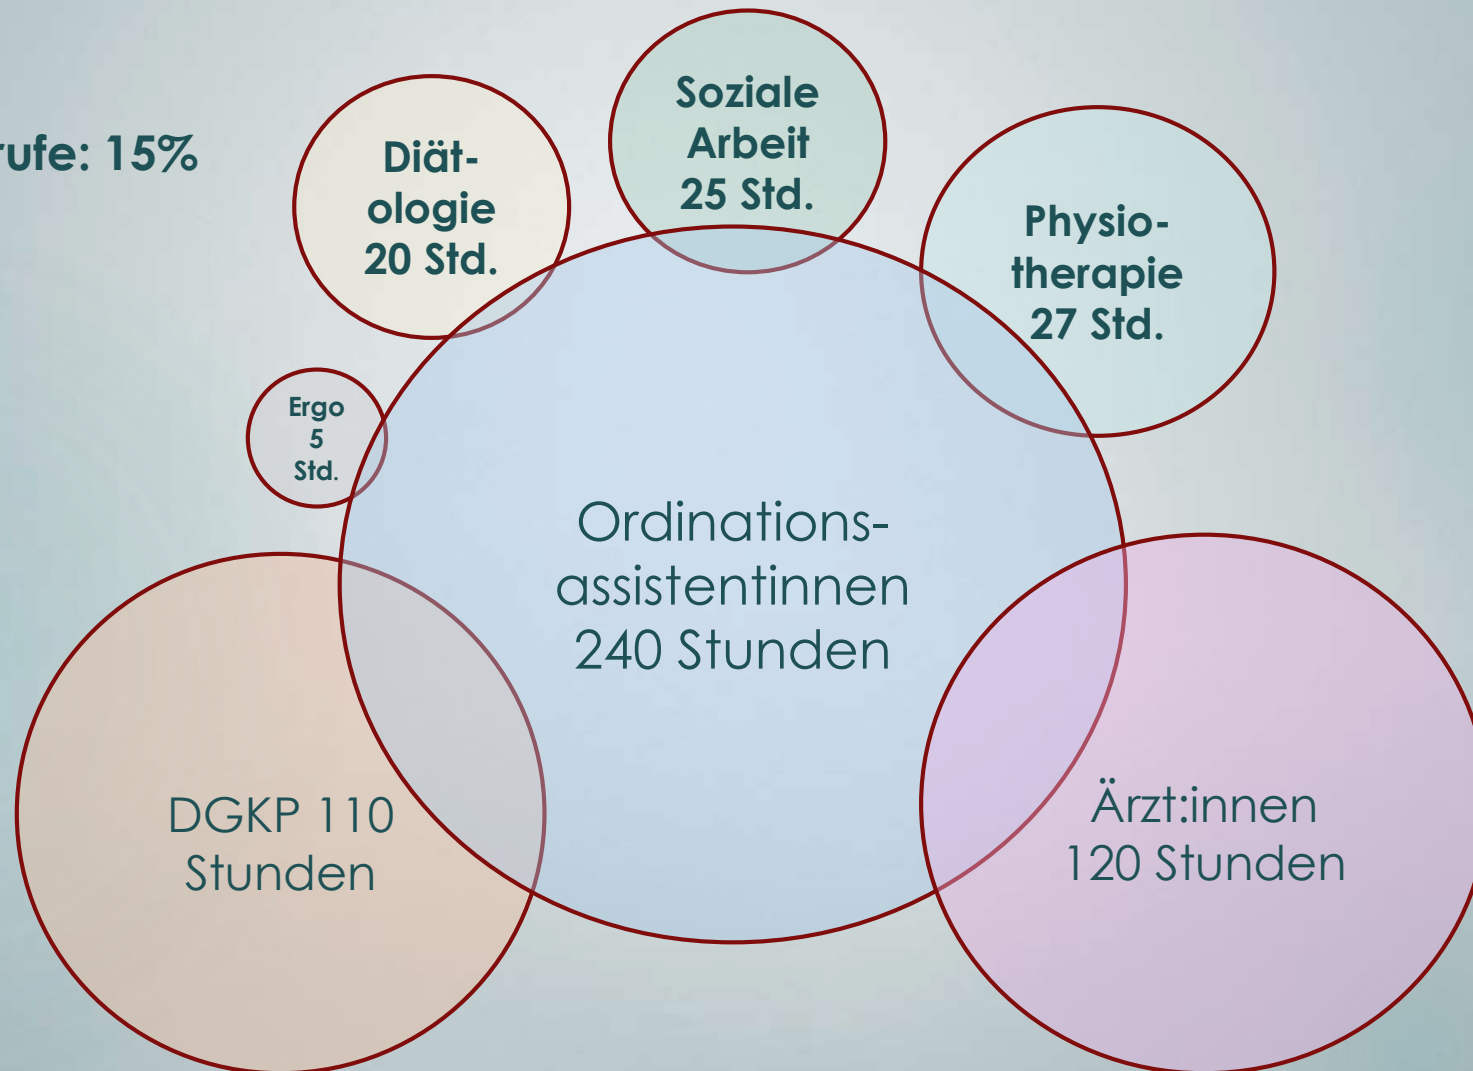 Soziale
Arbeit
25 Std.
rufe: 15%
Diät-
ologie
20 Std.
Physio-
therapie
27 Std.
Ergo
5
Std.
Ordinations-
assistentinnen
240 Stunden
DGKP 110
Stunden
Ärzt:innen
120 Stunden